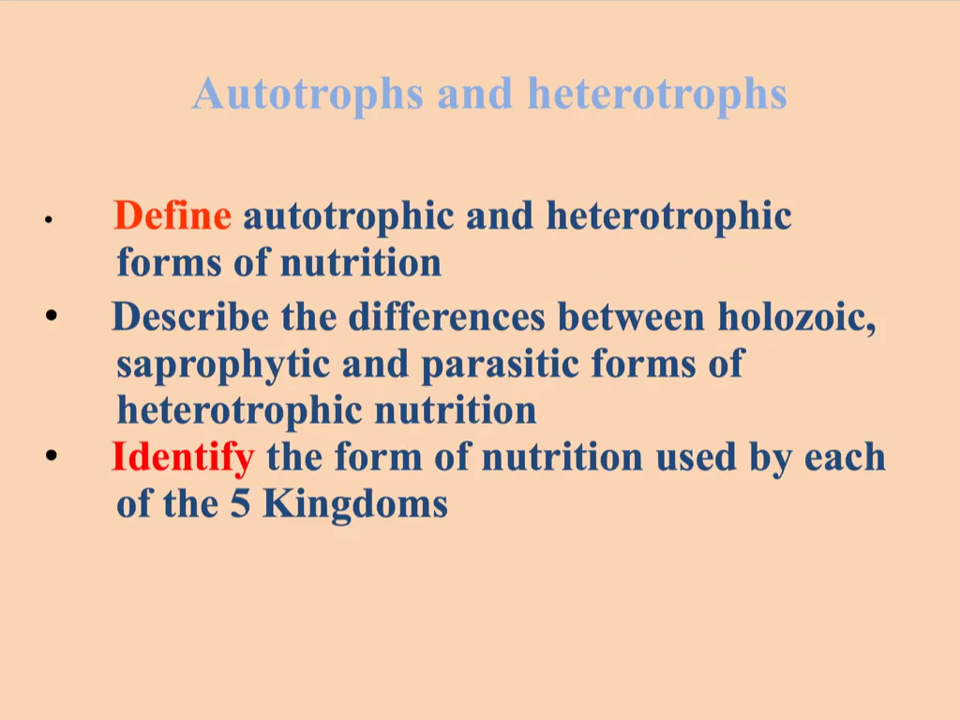 Autotrophs and heterotrophs
• Define autotrophic and heterotrophic
forms of nutrition
• Describe the differences between holozoic,
saprophytic and parasitic forms of
heterotrophic nutrition
• Identify the form of nutrition used by each
of the 5 Kingdoms